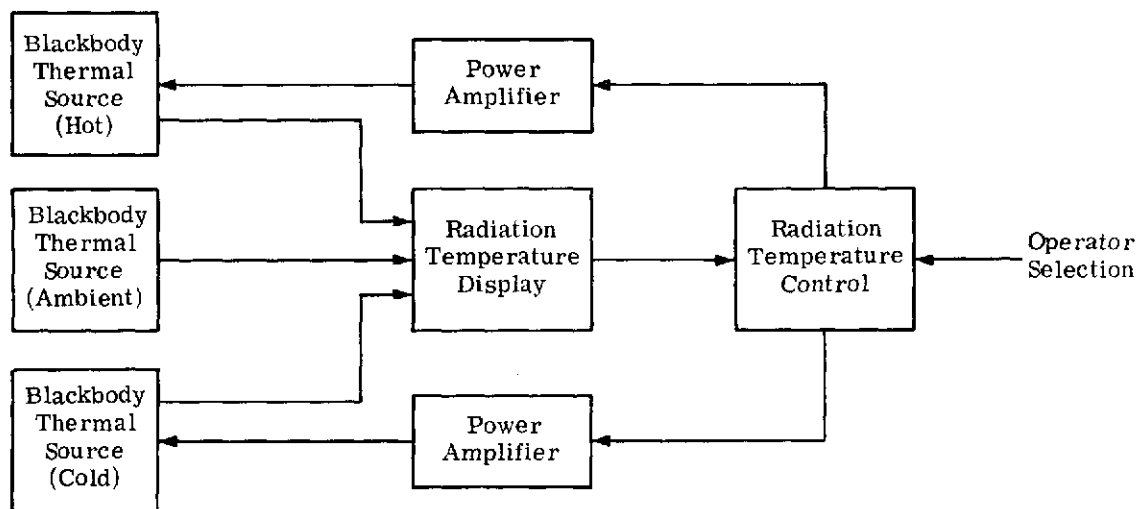 Blackbody
Thermal
Source
(Hot)
Power
Amplifier
Blackbody
Thermal
Source
(Ambient)
Radiation
Temperature
Display
Radiation
Temperature
Control
Operator
Selection
Blackbody
Thermal
Source
(Cold)
Power
Amplifier